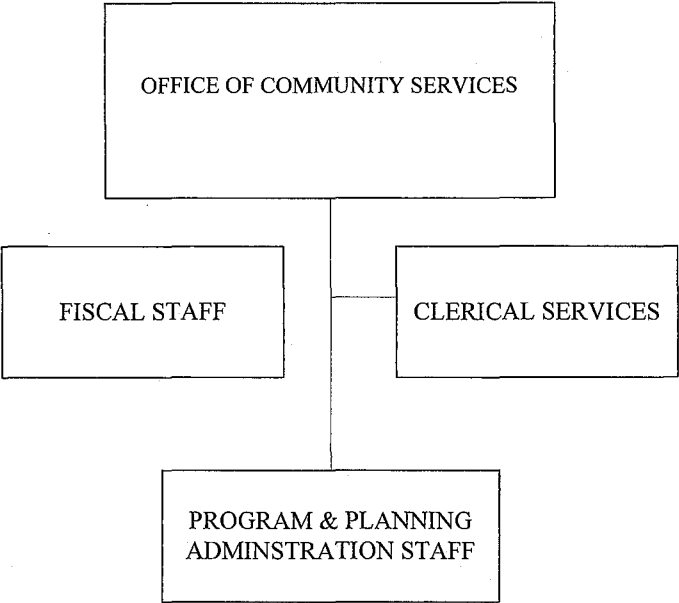 OFFICE OF COMMUNITY SERVICES
FISCAL STAFF
CLERICAL SERVICES
PROGRAM & PLANNING
ADMINSTRATION STAFF